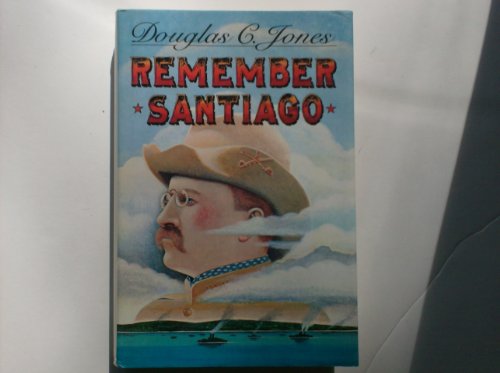 Douglas C. Jones
REMEMBER
SANTIAGO